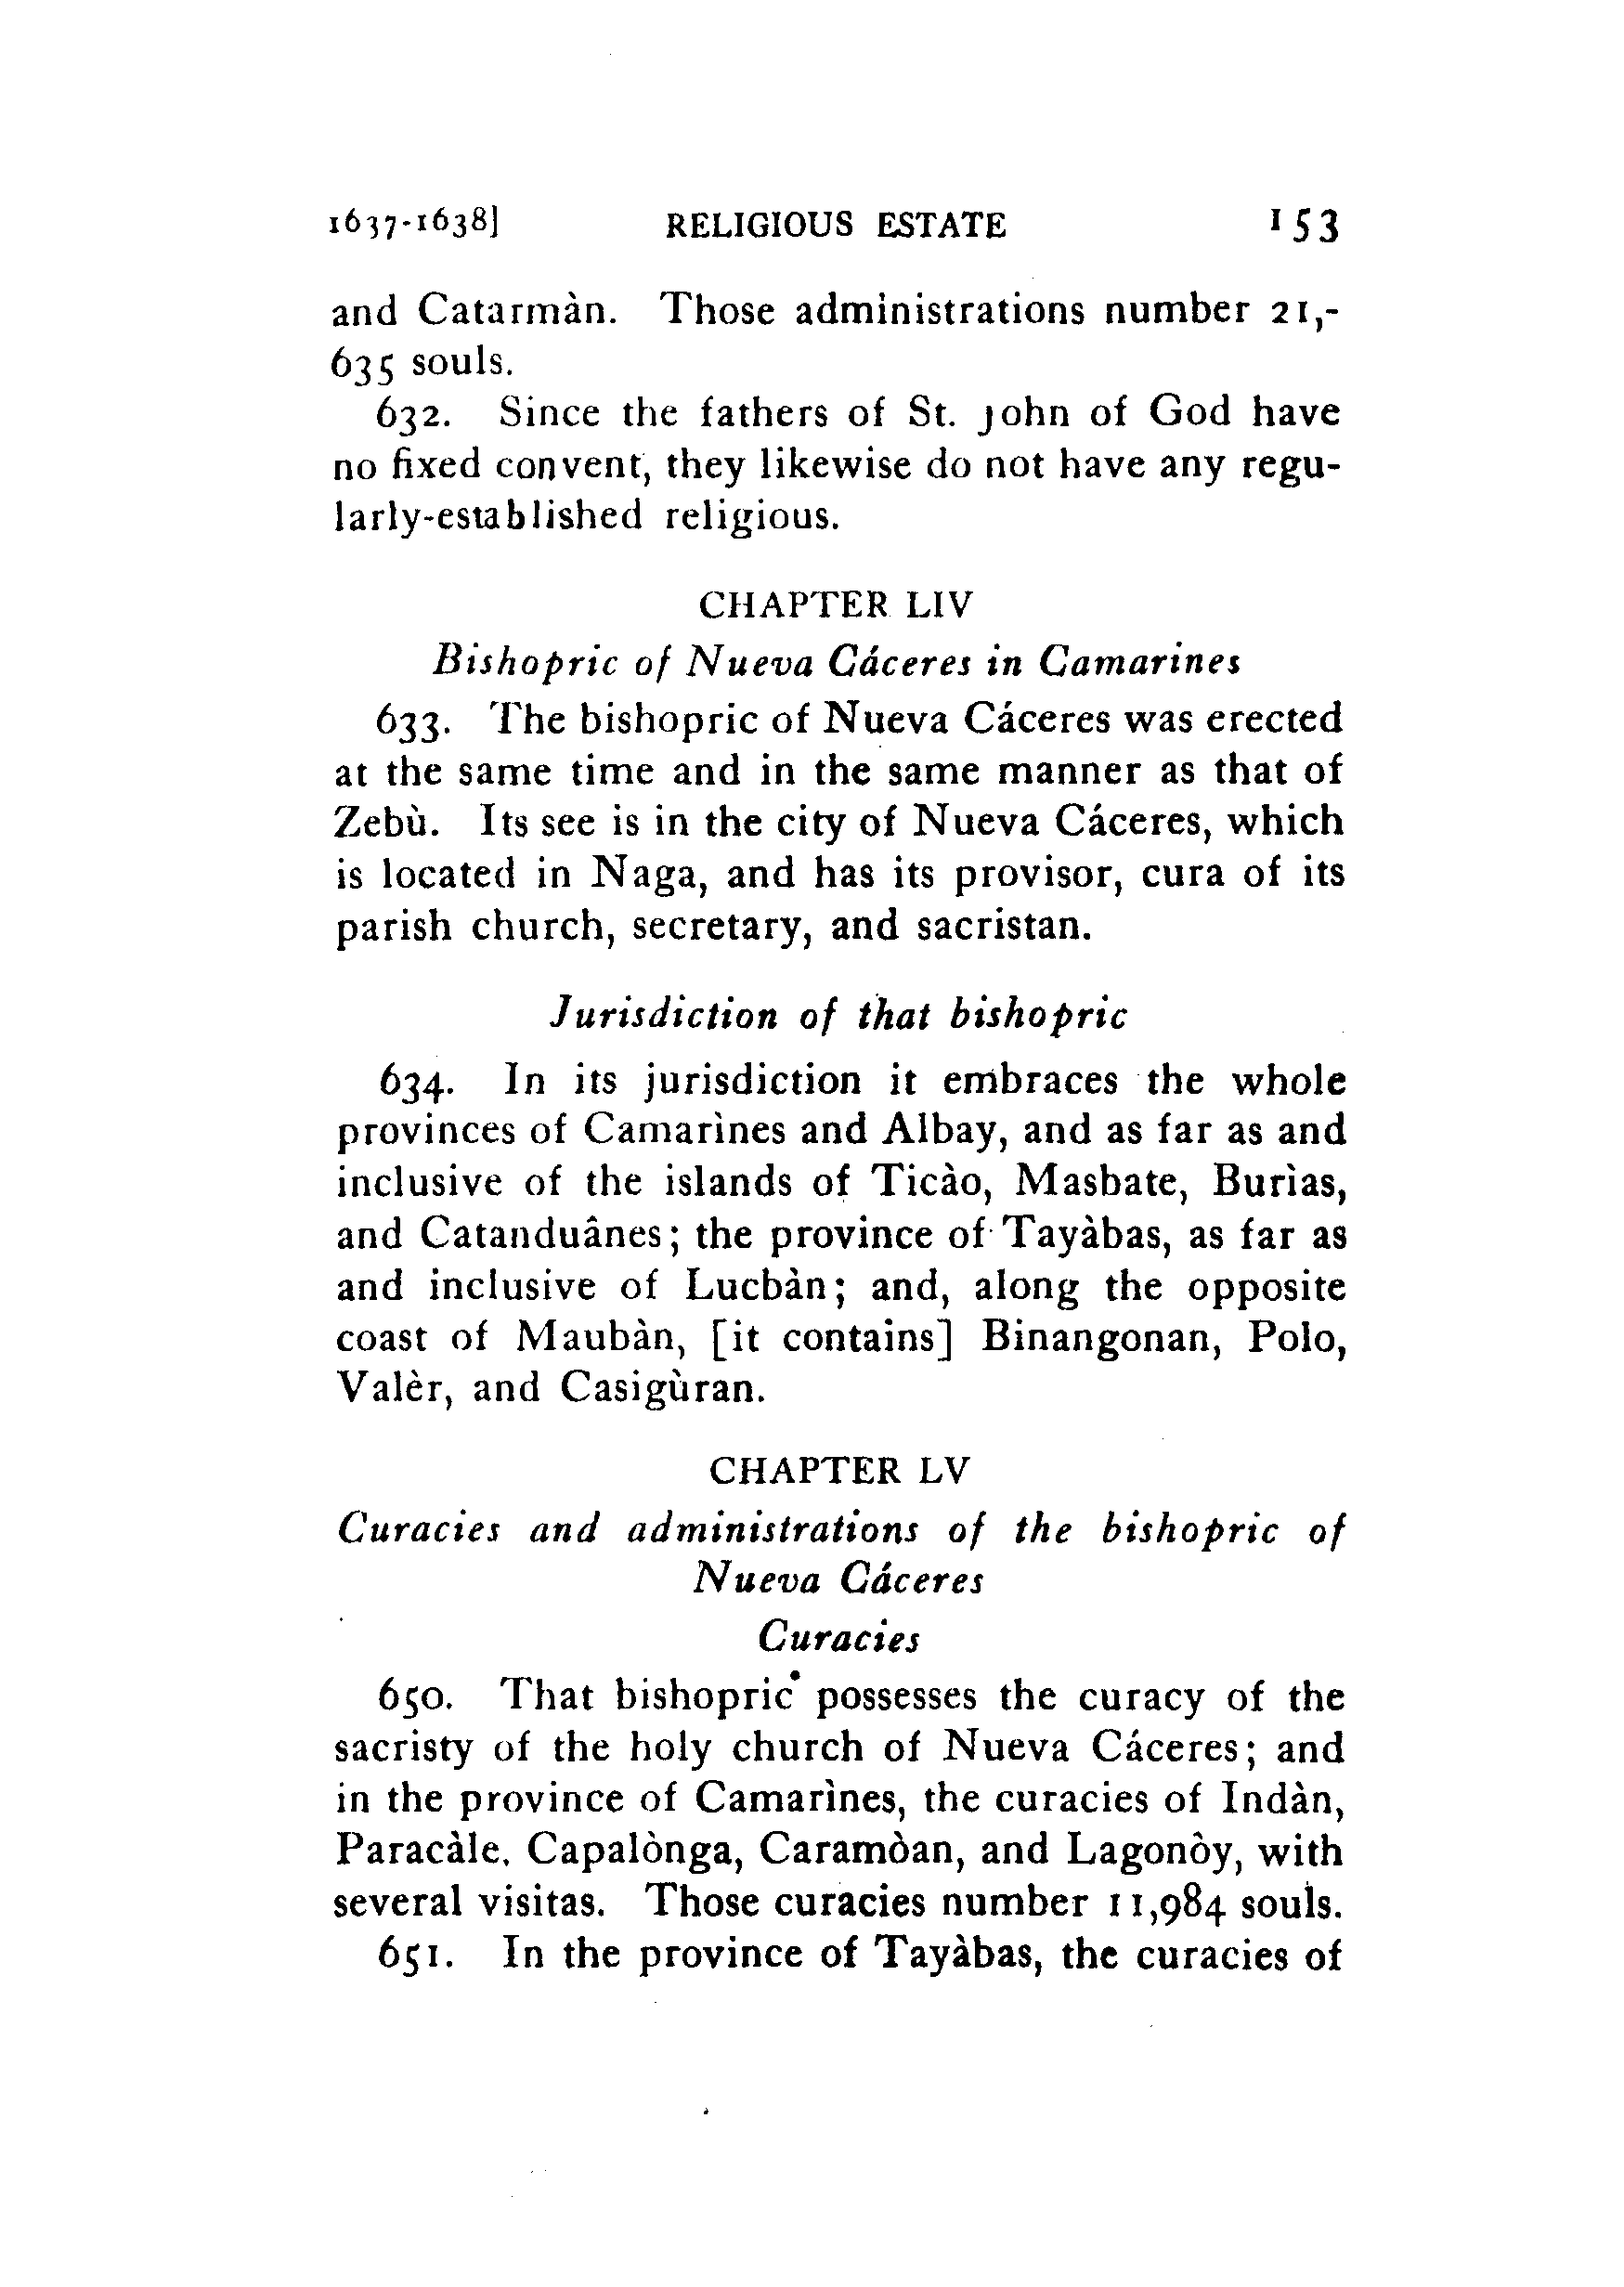 1637-1638] RELIGIOUS ESTATE 153
and Catarmàn. Those administrations number 21,-
635 souls.
632. Since the fathers of St. John of God have
no fixed convent, they likewise do not have any regu-
larly-established religious.
CHAPTER LIV
Bishopric of Nueva Cáceres in Camarines
633. The bishopric of Nueva Cáceres was erected
at the same time and in the same manner as that of
Zebù. Its see is in the city of Nueva Cáceres, which
is located in Naga, and has its provisor, cura of its
parish church, secretary, and sacristan.
Jurisdiction of that bishopric
634. In its jurisdiction it embraces the whole
provinces of Camarìnes and Albay, and as far as and
inclusive of the islands of Ticào, Masbate, Burìas,
and Catanduânes; the province of Tayàbas, as far as
and inclusive of Lucbàn; and, along the opposite
coast of Maubàn, [it contains] Binangonan, Polo,
Valèr, and Casigùran.
CHAPTER LV
Curacies and administrations of the bishopric of
Nueva Cáceres
Curacies
650. That bishopric possesses the curacy of the
sacristy of the holy church of Nueva Cáceres; and
in the province of Camarìnes, the curacies of Indàn,
Paracàle, Capalònga, Caramòan, and Lagonòy, with
several visitas. Those curacies number 11,984 souls.
651. In the province of Tayàbas, the curacies of